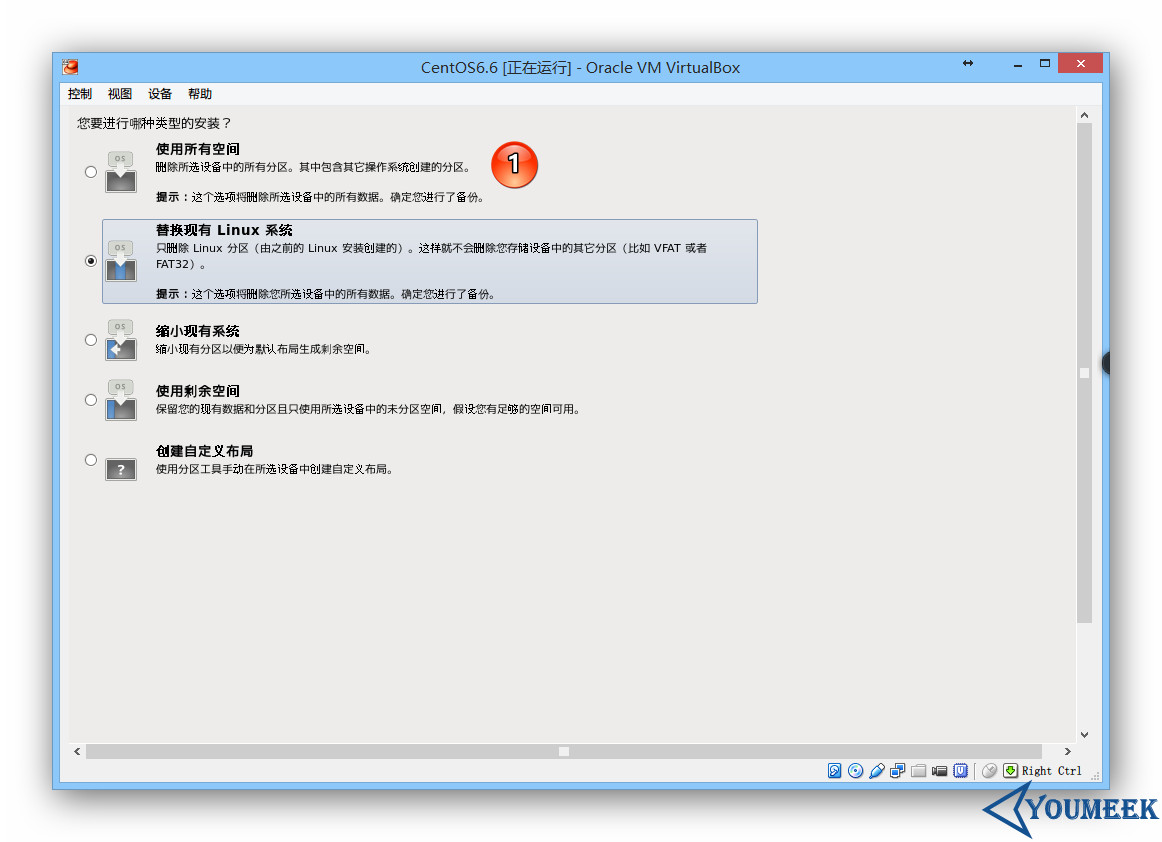 CentOS6.6 [正在运行] - Oracle VM VirtualBox
控制 视图 设备 帮助
您要进行哪种类型的安装？
使用所有空间
删除所选设备中的所有分区。其中包含其它操作系统创建的分区。
1
提示：这个选项将删除所选设备中的所有数据。确定您进行了备份。
替换现有 Linux 系统
只删除 Linux 分区（由之前的 Linux 安装创建的）。这样就不会删除您存储设备中的其它分区（比如 VFAT 或者
FAT32）。
提示：这个选项将删除您所选设备中的所有数据。确定您进行了备份。
缩小现有系统
缩小现有分区以便为默认布局生成剩余空间。
使用剩余空间
保留您的现有数据和分区且只使用所选设备中的未分区空间，假设您有足够的空间可用。
创建自定义布局
使用分区工具手动在所选设备中创建自定义布局。
OS
OS
OS
OS
?
Right Ctrl
YOUMEEK